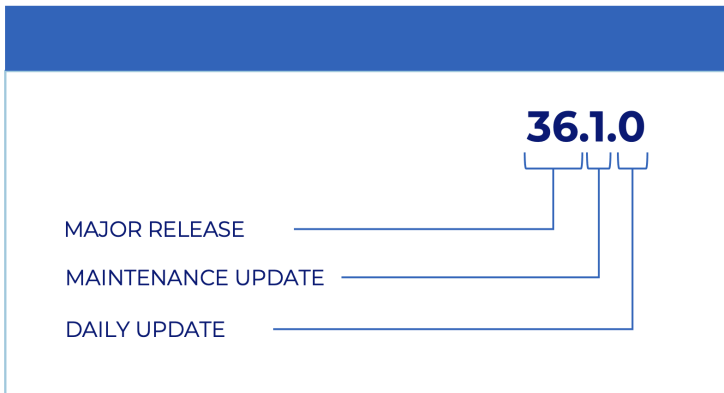 36.1.0
MAJOR RELEASE
MAINTENANCE UPDATE
DAILY UPDATE